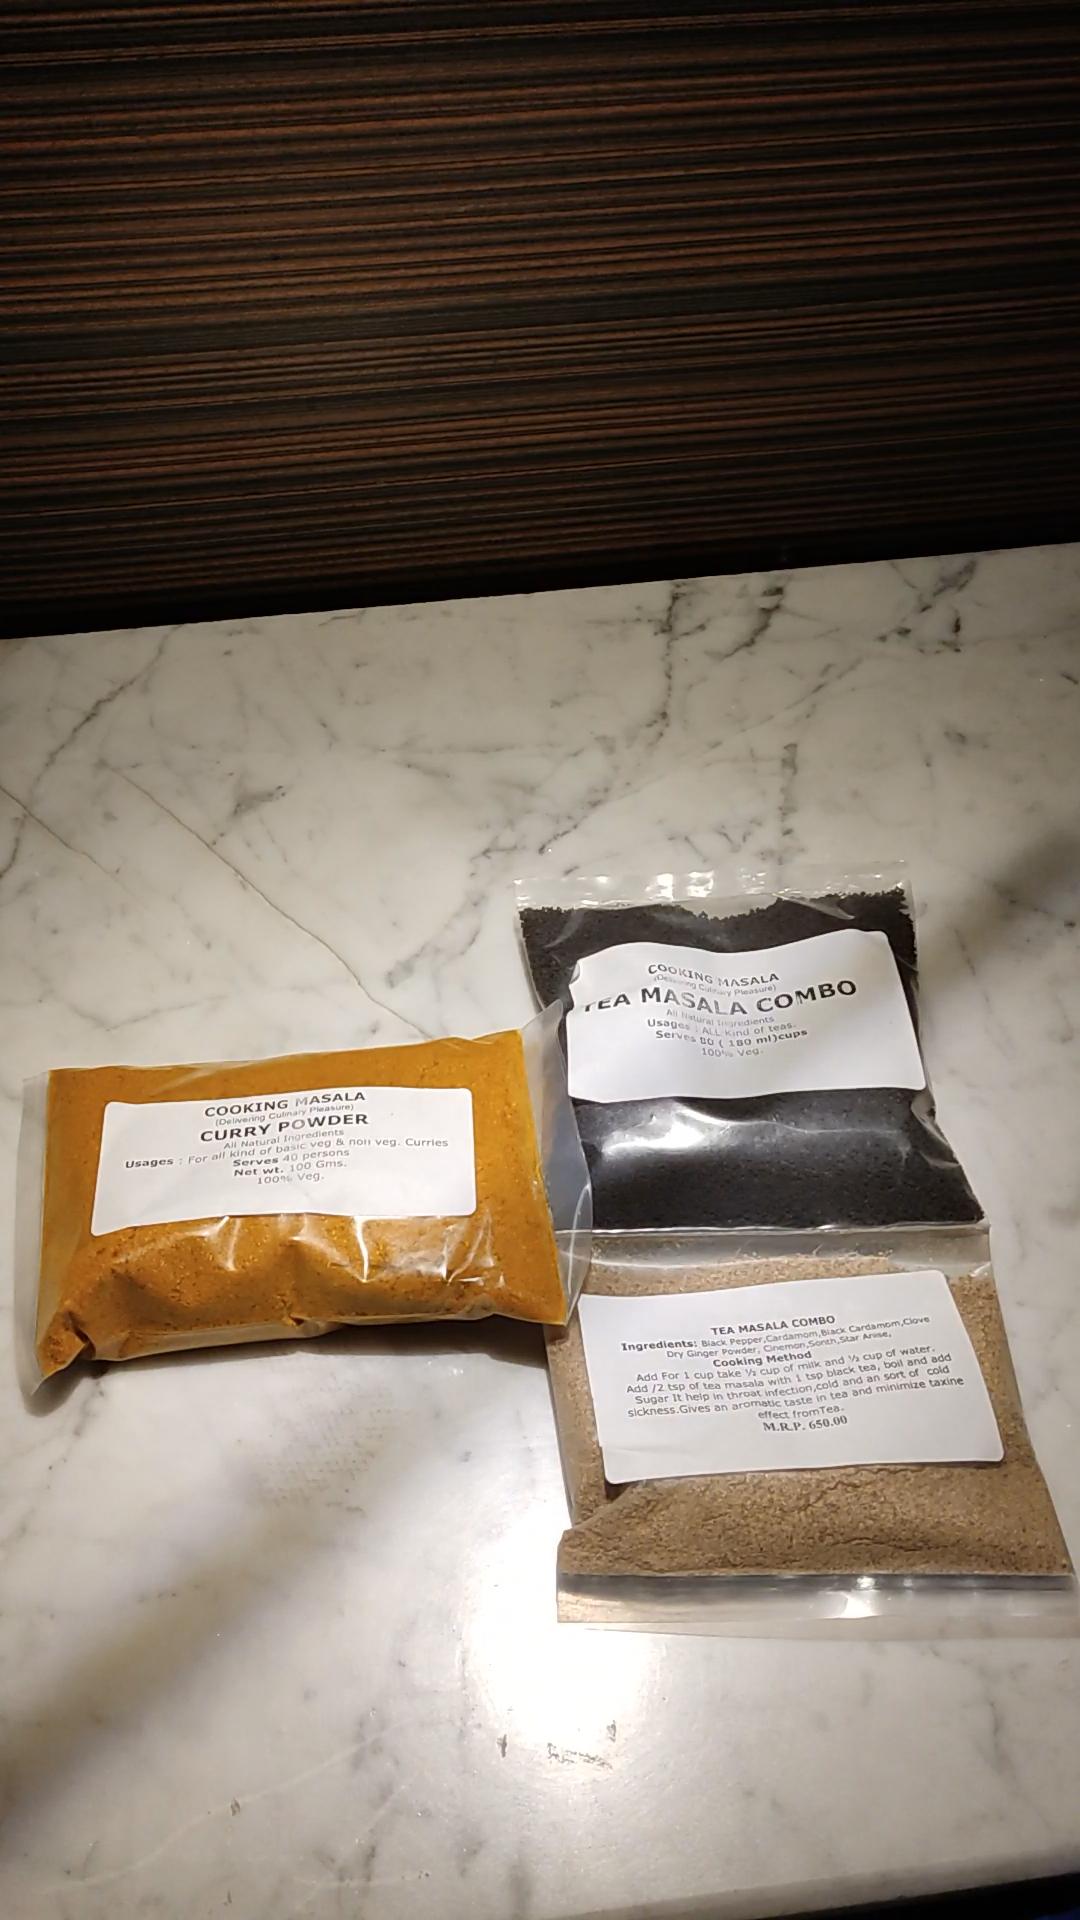 COOKING MASALA
(Delivering Culinary Pleasure)
CURRY POWDER
All Natural Ingredients
Usages : For all kind of basic veg & non veg. Curries
Serves 40 persons
Net wt. 100 Gms.
100% Veg.
COOKING MASALA
(Delivering Culinary Pleasure)
TEA MASALA COMBO
All Natural Ingredients
Usages : ALL Kind of teas.
Serves 80 ( 180 ml)cups
100% Veg.
TEA MASALA COMBO
Ingredients: Black Pepper,Cardamom,Black Cardamom,Clove
Dry Ginger Powder, Cinemon,Sonth,Star Anise,
Cooking Method
Add For 1 cup take ½ cup of milk and ½ cup of water.
Add /2 tsp of tea masala with 1 tsp black tea, boil and add
Sugar It help in throat infection,cold and an sort of cold
sickness.Gives an aromatic taste in tea and minimize taxine
effect fromTea.
M.R.P. 650.00